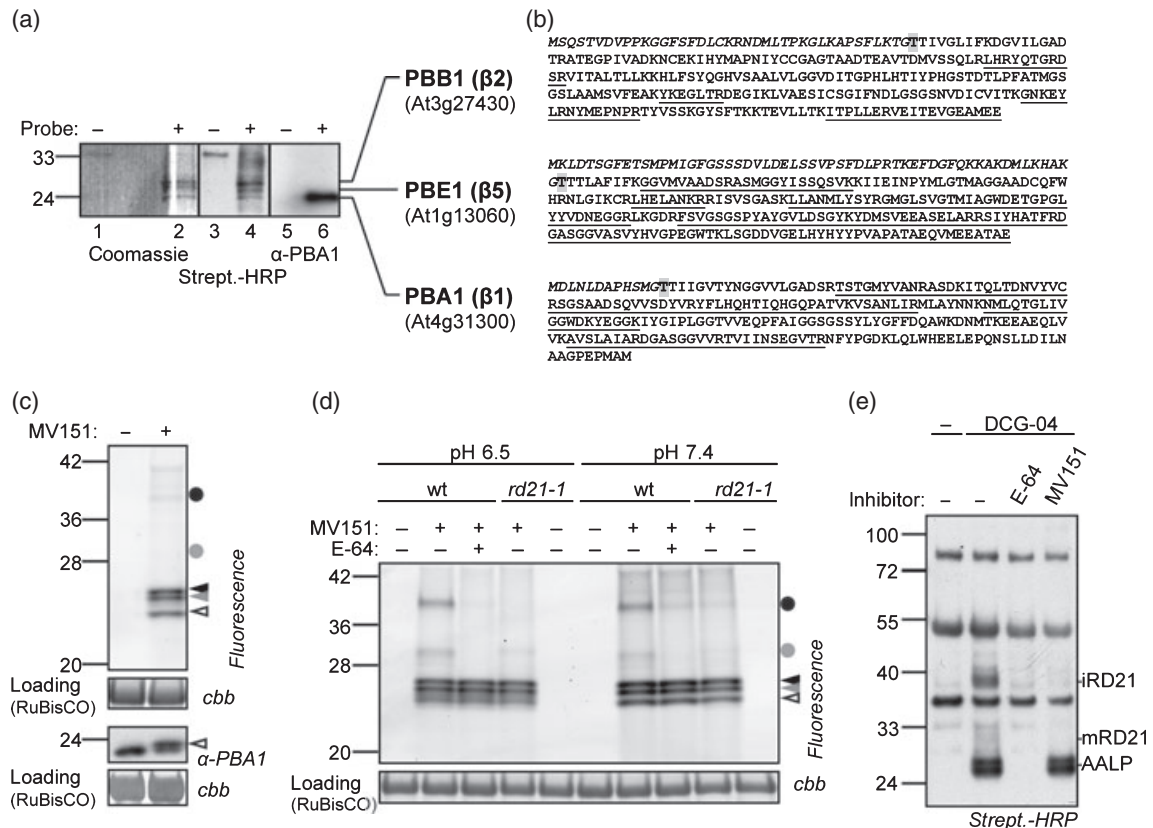 (a)
Probe: – + – + – +
33
24
1 2 3 4 5 6
Coomassie α-PBA1
Strept.-HRP
PBB1 (β2)
(At3g27430)
PBE1 (β5)
(At1g13060)
PBA1 (β1)
(At4g31300)
(b)
MSQSTVDVPPKGGFSFDLCKRNDMLTPKGLKAPSFLKTGTTIVGLIFKDGVILGAD
TRATEGPIVADKNCEKIHYMAPNIYCCGAGTAADTEAVTDMVSSQLRLHRYQTGRD
SRVITALTLLKKHLFSYQGHVSAALVLGGVDITGPHLHTIYPHGSTDTLPFATMGS
GSLAAMSVFEAKYKEGLTRDEGIKLVAESICSGIFNDLGSGSNVDICVITKGNKEY
LRNYMEPNPRTYVSSKGYSFTKKTEVLLTKITPLLERVEITEVGEAMEE
MKLDTSGFETSMPMIGFGSSSDVLDELSSVPSFDLPRTKEFDGFQKKAKDMLKHAK
GTTTLAFIFKGGVMVAADSRASMGGYISSQSVKKIIEINPYMLGTMAGGAADCQFW
HRNLGIKCRLHELANKRRISVSGASKLLANMLYSYRGMGLSVGTMIAGWDETGPGL
YYVDNEGGRLKGDRFSVGSGSPYAYGVLDSGYKYDMSVEEASELARRSIYHATFRD
GASGGVASVYHVGPEGWTKLSGDDVGELHYHYYPVAPATAEQVMEEATAE
MDLNLDAPHSMGTTIIGVTYNGGVVLGADSRTSTGMYVANRASDKITQLTDNVYVC
RSGSAADSQVVSDYVRYFLHQHTIQHGQPATVKVSANLIRMLAYNNKNMLQTGLIV
GGWDKYEGGKIYGIPLGGTVVEQPFAIGGSGSSYLYGFFDQAWKDNMTKEEAEQLV
VKAVSLAIARDGASGGVVRTVIINSEGVTRNFYPGDKLQLWHEELEPQNSLLDILN
AAGPEPMAM
(c)
MV151: – +
42
36
28
20
Fluorescence
Loading
(RuBisCO)
cbb
24
α-PBA1
Loading
(RuBisCO)
cbb
(d)
pH 6.5 pH 7.4
wt rd21-1 wt rd21-1
MV151: – + + + – – + + + –
E-64: – – + – – – – + – –
42
36
28
20
Fluorescence
Loading
(RuBisCO)
cbb
(e)
– DCG-04
Inhibitor: – – E-64 MV151
100
72
55
40
33
24
iRD21
mRD21
AALP
Strept.-HRP